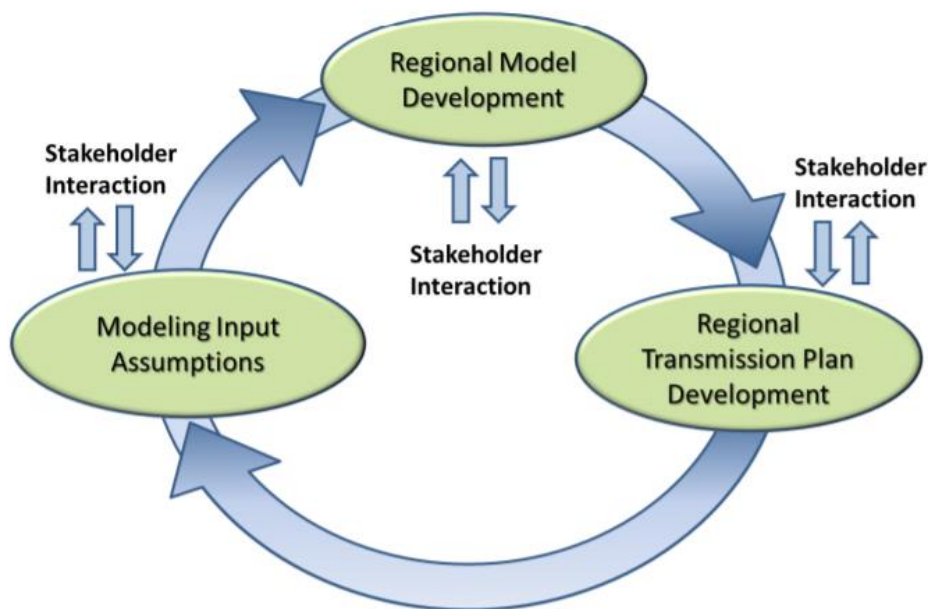 Regional Model
Development
Stakeholder
Interaction
Stakeholder
Interaction
Stakeholder
Interaction
Modeling Input
Assumptions
Regional
Transmission Plan
Development